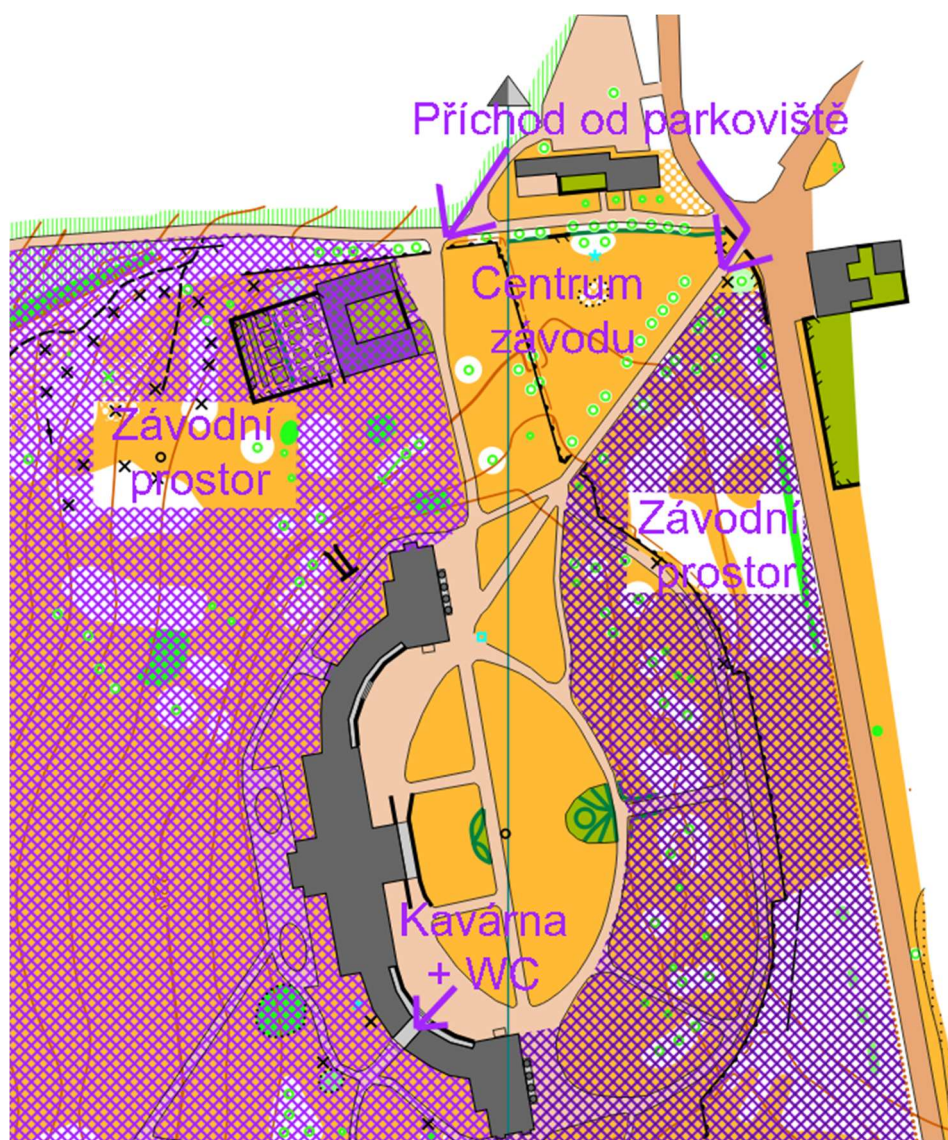 Příchod od parkoviště
Centrum
závodu
Závodní
prostor
Závodní
prostor
Kavárna
+ WC